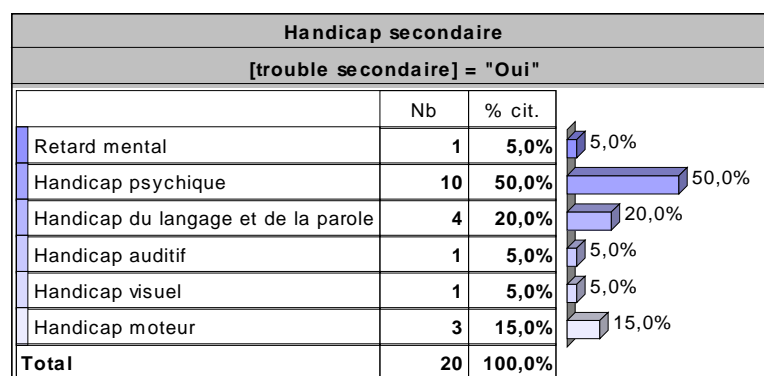 Handicap secondaire
[trouble secondaire] = "Oui"
Nb % cit.
Retard mental 1 5,0% 5,0%
Handicap psychique 10 50,0% 50,0%
Handicap du langage et de la parole 4 20,0% 20,0%
Handicap auditif 1 5,0% 5,0%
Handicap visuel 1 5,0% 5,0%
Handicap moteur 3 15,0% 15,0%
Total 20 100,0%